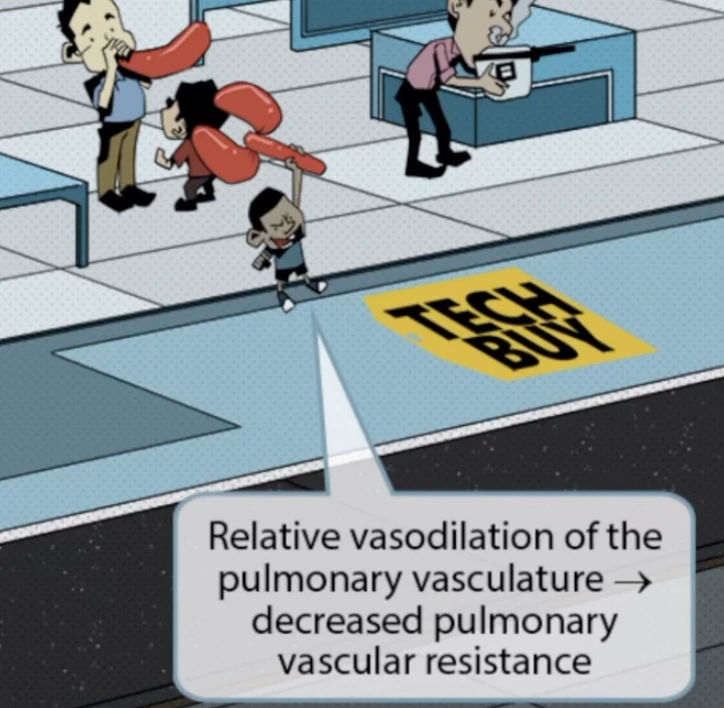 TECH
BUY
Relative vasodilation of the
pulmonary vasculature →
decreased pulmonary
vascular resistance